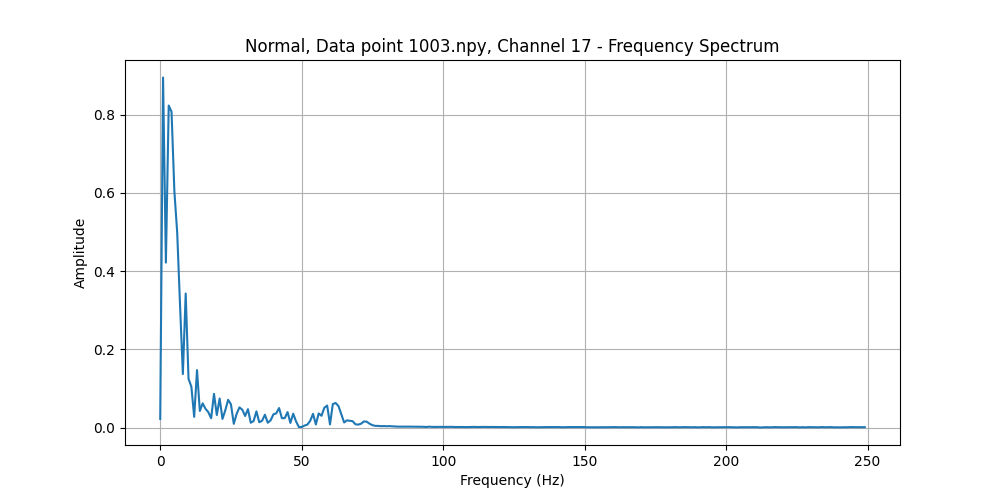 Normal, Data point 1003.npy, Channel 17 - Frequency Spectrum
Amplitude
0.8
0.6
0.4
0.2
0.0
0 50 100 150 200 250
Frequency (Hz)